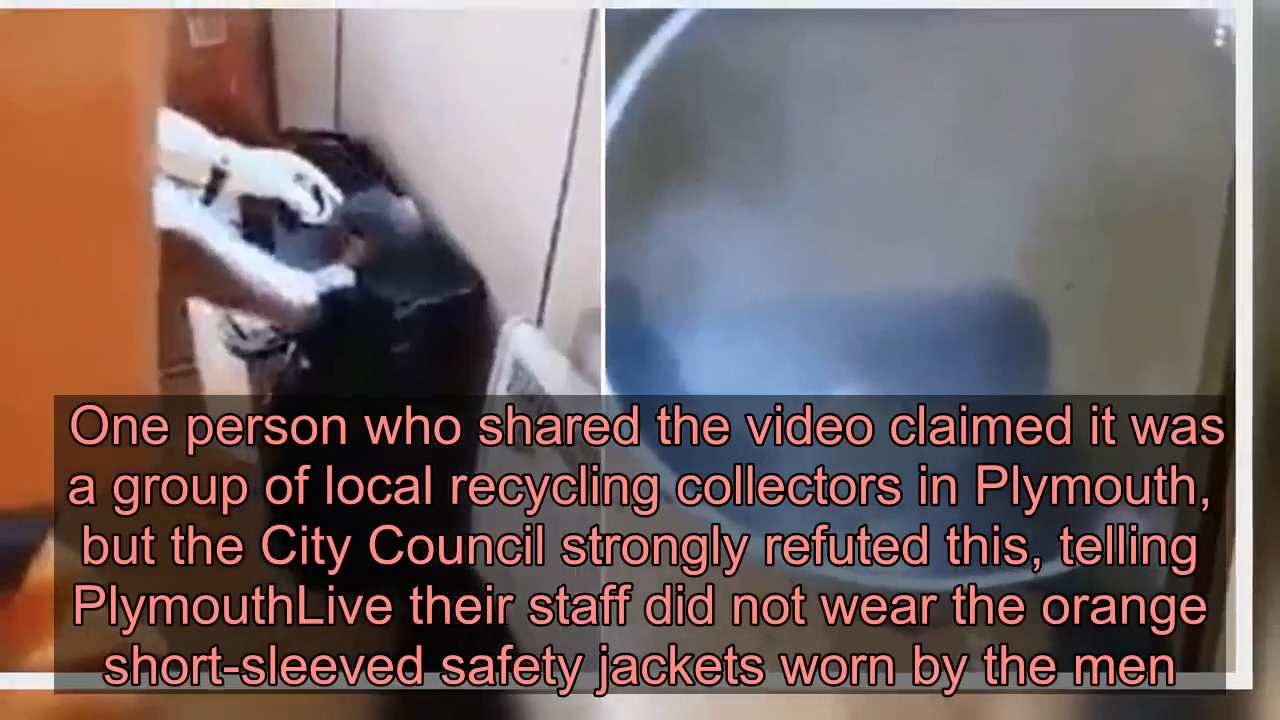 One person who shared the video claimed it was
a group of local recycling collectors in Plymouth,
but the City Council strongly refuted this, telling
PlymouthLive their staff did not wear the orange
short-sleeved safety jackets worn by the men